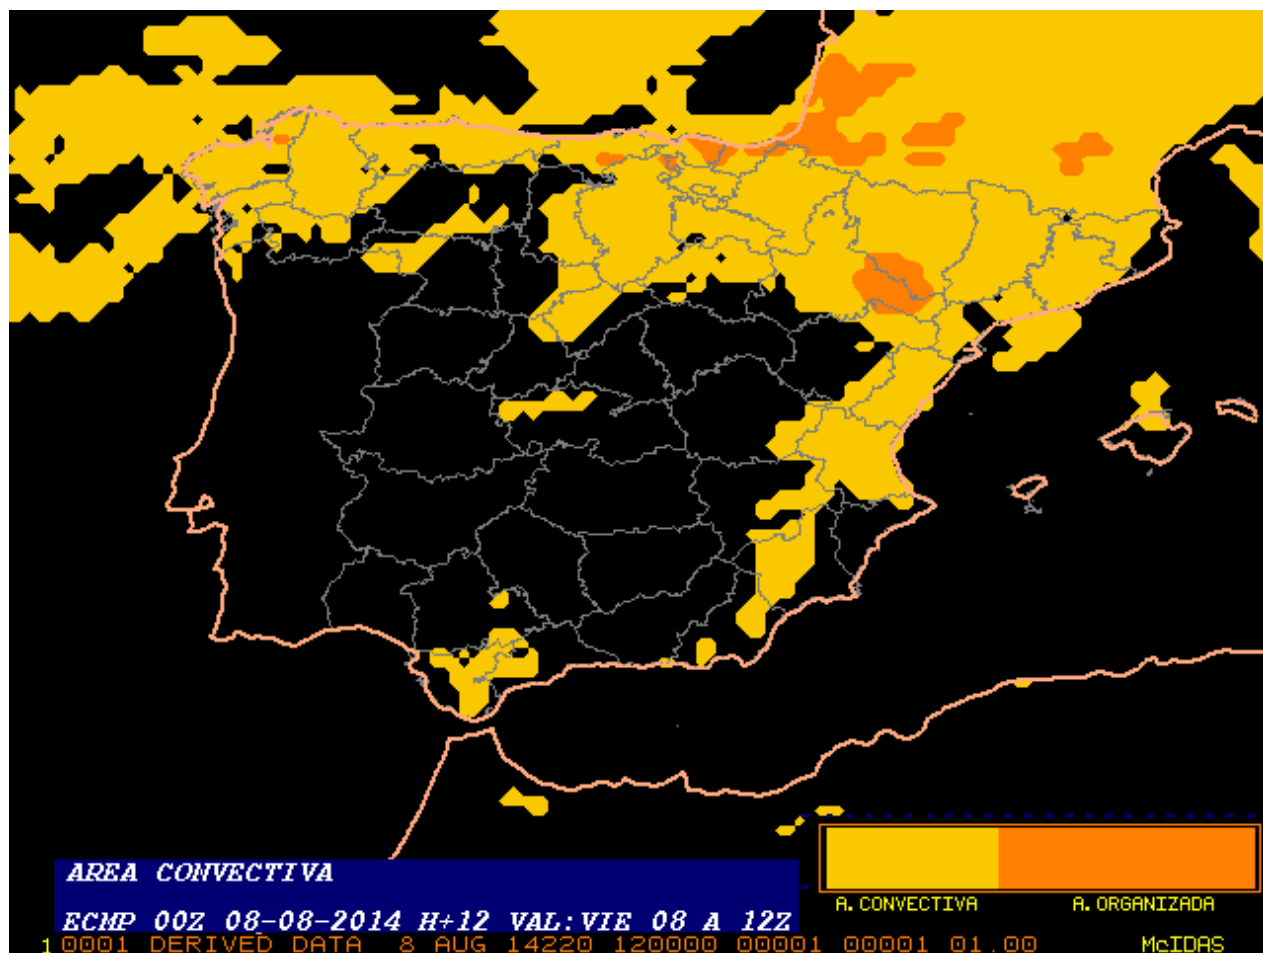 AREA CONVECTIVA
ECMP 00Z 08-08-2014 H+12 VAL:VIE 08 A 12Z
A.CONVECTIVA A.ORGANIZADA
1 0001 DERIVED DATA 8 AUG 14220 120000 00001 00001 01.00 McIDAS